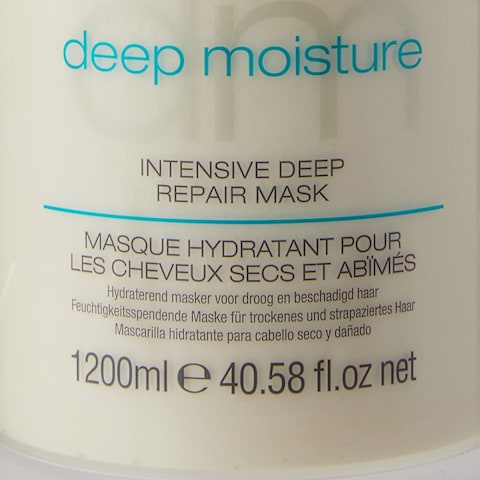 dm
deep moisture
INTENSIVE DEEP
REPAIR MASK
MASQUE HYDRATANT POUR
LES CHEVEUX SECS ET ABÏMÉS
Hydraterend masker voor droog en beschadigd haar
Feuchtigkeitsspendende Maske für trockenes und strapaziertes Haar
Mascarilla hidratante para cabello seco y dañado
1200ml e 40.58 fl.oz net